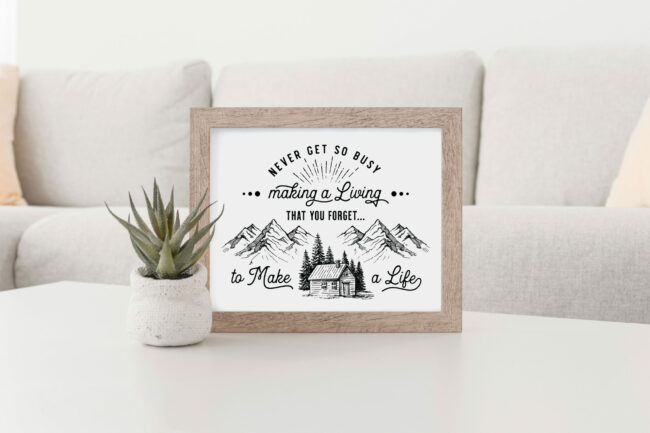 NEVER GET SO BUSY
making a Living
THAT YOU FORGET...
to Make a Life